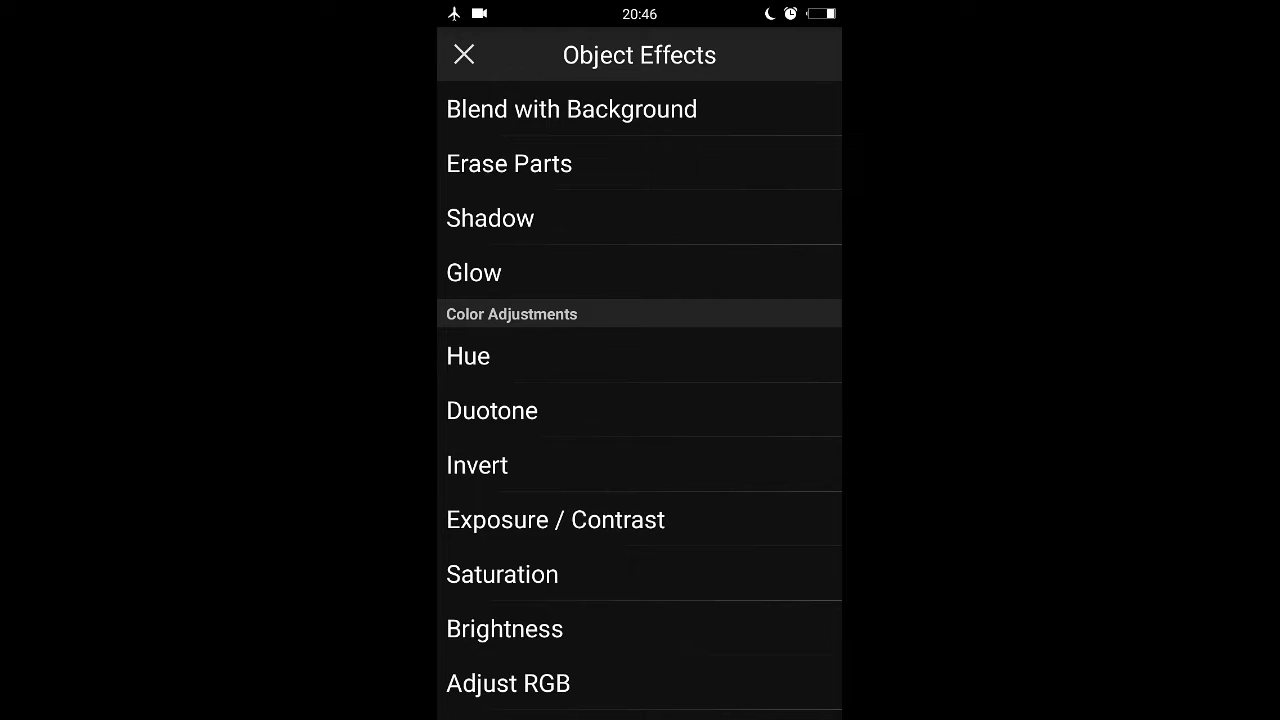 20:46
Object Effects
Blend with Background
Erase Parts
Shadow
Glow
Color Adjustments
Hue
Duotone
Invert
Exposure / Contrast
Saturation
Brightness
Adjust RGB